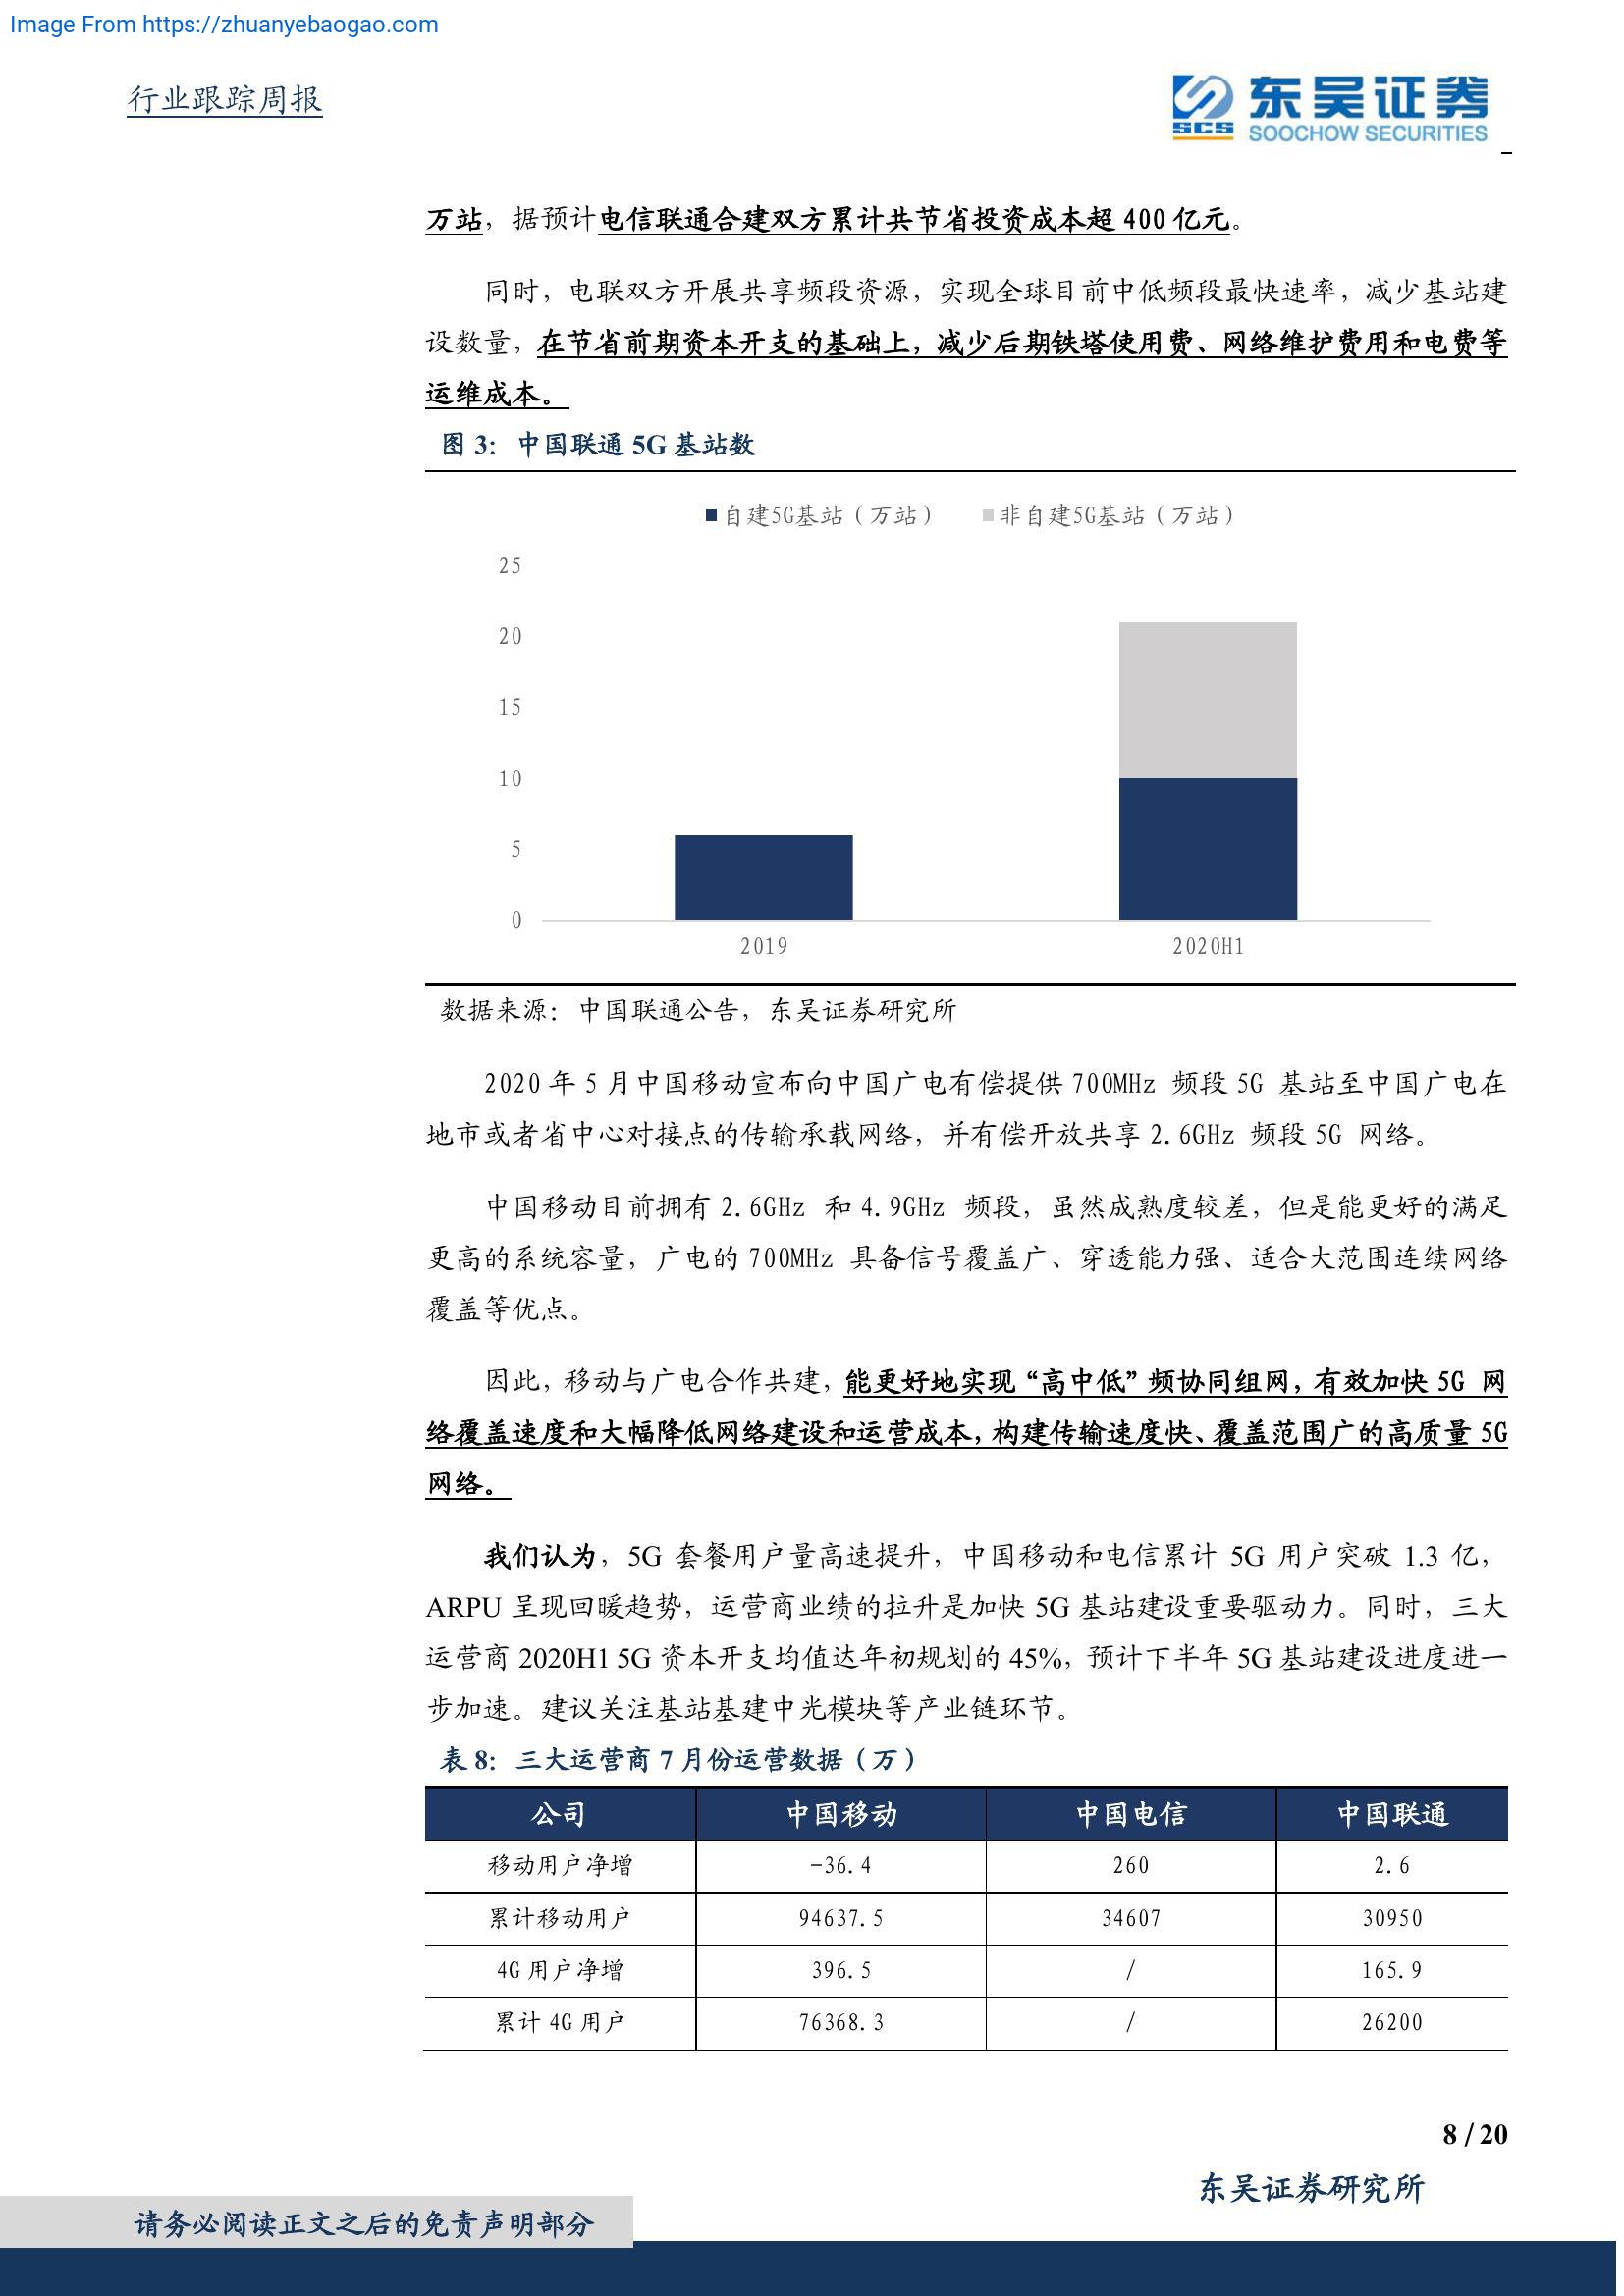 Image From https://zhuanyebaogao.com
行业跟踪周报
东吴证券
SCS
SOOCHOW SECURITIES
万站，据预计电信联通合建双方累计共节省投资成本超 400 亿元。
同时，电联双方开展共享频段资源，实现全球目前中低频段最快速率，减少基站建
设数量，在节省前期资本开支的基础上，减少后期铁塔使用费、网络维护费用和电费等
运维成本。
图 3： 中国联通 5G 基站数
自建5G基站（万站） 非自建5G基站（万站）
25
20
15
10
5
0
2019 2020H1
数据来源：中国联通公告，东吴证券研究所
2020 年 5 月中国移动宣布向中国广电有偿提供 700MHz 频段 5G 基站至中国广电在
地市或者省中心对接点的传输承载网络，并有偿开放共享 2.6GHz 频段 5G 网络。
中国移动目前拥有 2.6GHz 和 4.9GHz 频段，虽然成熟度较差，但是能更好的满足
更高的系统容量，广电的 700MHz 具备信号覆盖广、穿透能力强、适合大范围连续网络
覆盖等优点。
因此，移动与广电合作共建，能更好地实现“高中低”频协同组网，有效加快 5G 网
络覆盖速度和大幅降低网络建设和运营成本，构建传输速度快、覆盖范围广的高质量 5G
网络。
我们认为，5G 套餐用户量高速提升，中国移动和电信累计 5G 用户突破 1.3 亿，
ARPU 呈现回暖趋势，运营商业绩的拉升是加快 5G 基站建设重要驱动力。同时，三大
运营商 2020H1 5G 资本开支均值达年初规划的 45%，预计下半年 5G 基站建设进度进一
步加速。建议关注基站基建中光模块等产业链环节。
表 8： 三大运营商 7 月份运营数据（万）
公司 中国移动 中国电信 中国联通
移动用户净增 -36.4 260 2.6
累计移动用户 94637.5 34607 30950
4G 用户净增 396.5 / 165.9
累计 4G 用户 76368.3 / 26200
8 / 20
东吴证券研究所
请务必阅读正文之后的免责声明部分